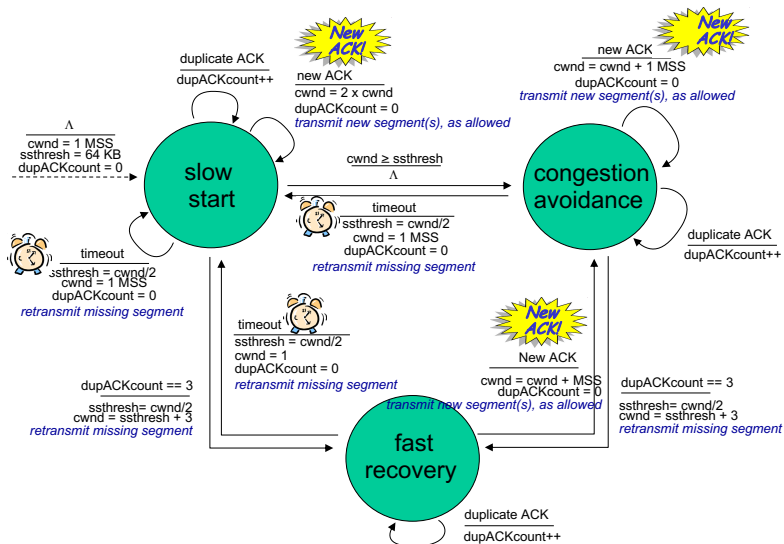 New
ACK!
duplicate ACK
dupACKcount++
new ACK
cwnd = 2 x cwnd
dupACKcount = 0
transmit new segment(s), as allowed
New
ACK!
new ACK
cwnd = cwnd + 1 MSS
dupACKcount = 0
transmit new segment(s), as allowed
Λ
cwnd = 1 MSS
ssthresh = 64 KB
dupACKcount = 0
slow
start
cwnd ≥ ssthresh
Λ
timeout
ssthresh = cwnd/2
cwnd = 1 MSS
dupACKcount = 0
retransmit missing segment
congestion
avoidance
duplicate ACK
dupACKcount++
timeout
ssthresh = cwnd/2
cwnd = 1 MSS
dupACKcount = 0
retransmit missing segment
timeout
ssthresh = cwnd/2
cwnd = 1
dupACKcount = 0
retransmit missing segment
New
ACK!
New ACK
cwnd = cwnd + MSS
dupACKcount = 0
transmit new segment(s), as allowed
dupACKcount == 3
ssthresh= cwnd/2
cwnd = ssthresh + 3
retransmit missing segment
dupACKcount == 3
ssthresh= cwnd/2
cwnd = ssthresh + 3
retransmit missing segment
fast
recovery
duplicate ACK
dupACKcount++